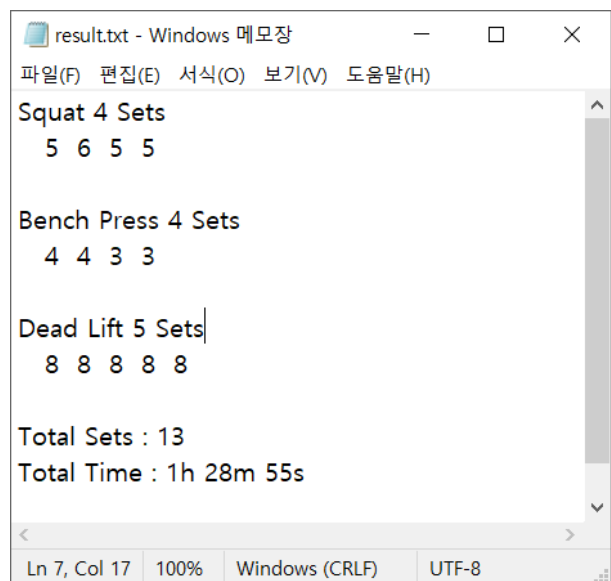 result.txt - Windows 메모장
파일(F) 편집(E) 서식(O) 보기(V) 도움말(H)
Squat 4 Sets
5 6 5 5
Bench Press 4 Sets
4 4 3 3
Dead Lift 5 Sets
8 8 8 8 8
Total Sets : 13
Total Time : 1h 28m 55s
Ln 7, Col 17 100% Windows (CRLF) UTF-8